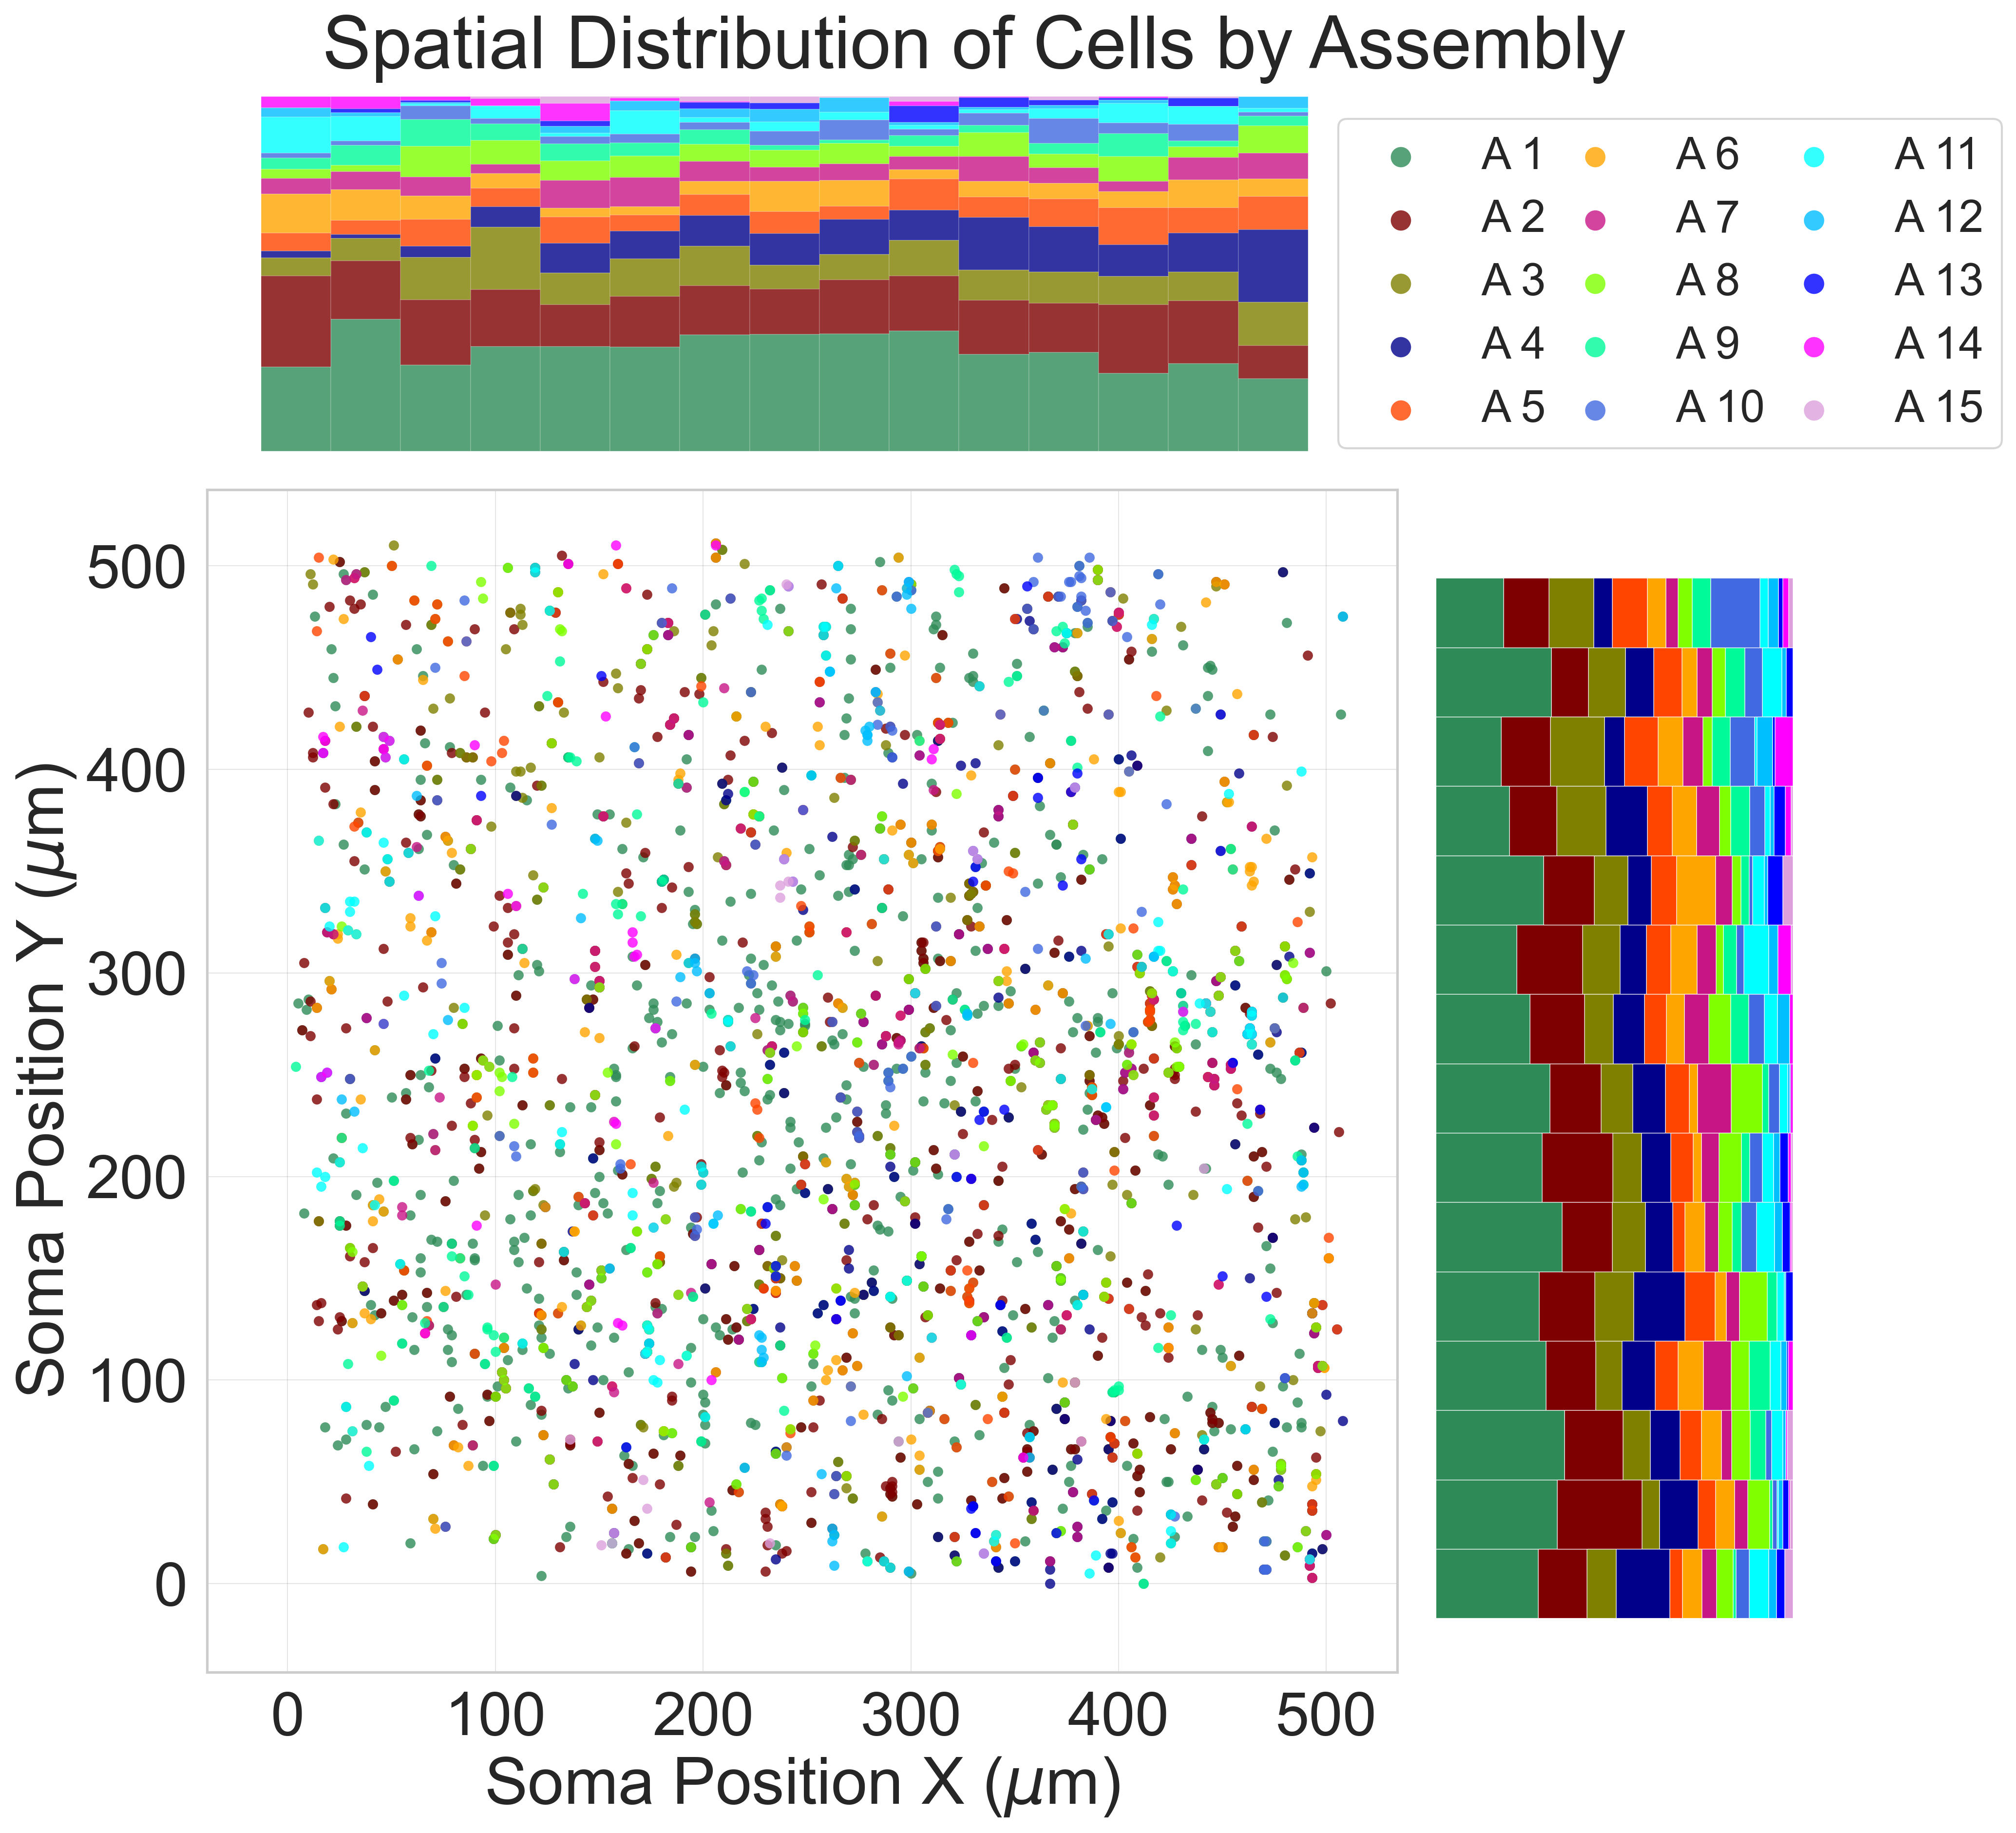 Spatial Distribution of Cells by Assembly
A 1 A 6 A 11
A 2 A 7 A 12
A 3 A 8 A 13
A 4 A 9 A 14
A 5 A 10 A 15
500
400
300
200
100
0
Soma Position Y (μm)
0 100 200 300 400 500
Soma Position X (μm)